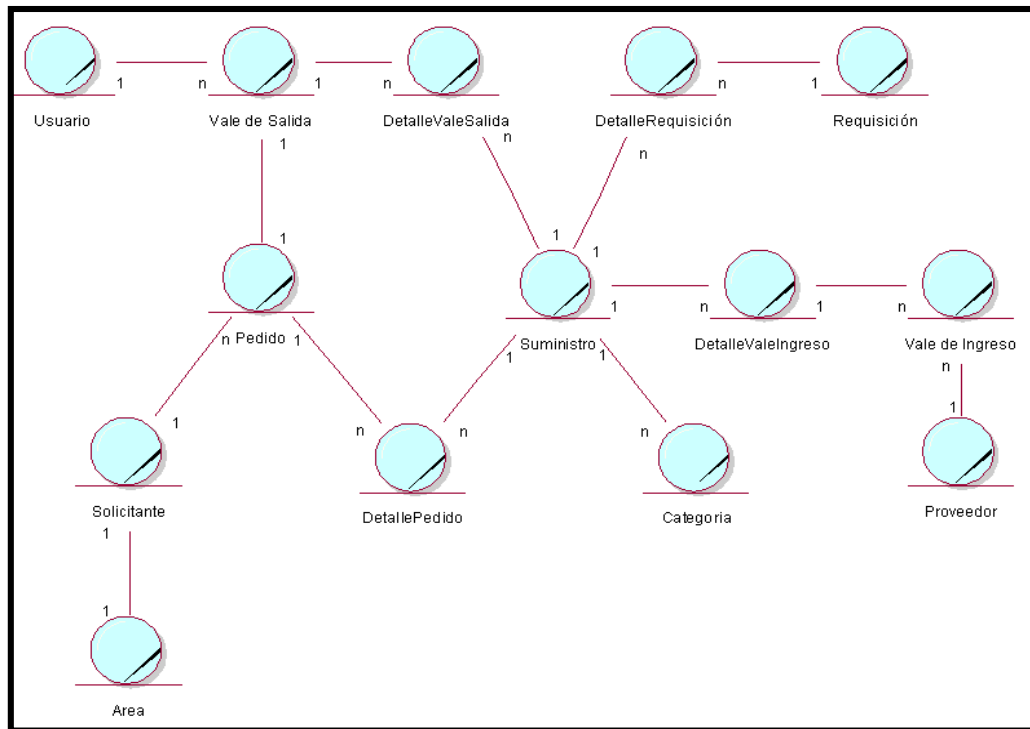 1 n 1 n n 1
Usuario Vale de Salida DetalleValeSalida DetalleRequisición Requisición
1 n n
1 1 1
1 n 1 n
Pedido Suministro DetalleValeIngreso Vale de Ingreso
n 1 1 1 n
1 n n n 1
Solicitante DetallePedido Categoria Proveedor
1
1
Area